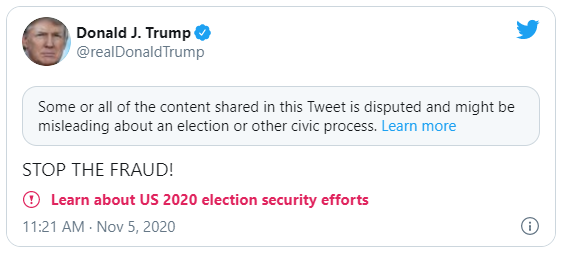 Donald J. Trump
@realDonaldTrump
Some or all of the content shared in this Tweet is disputed and might be
misleading about an election or other civic process. Learn more
STOP THE FRAUD!
Learn about US 2020 election security efforts
11:21 AM · Nov 5, 2020